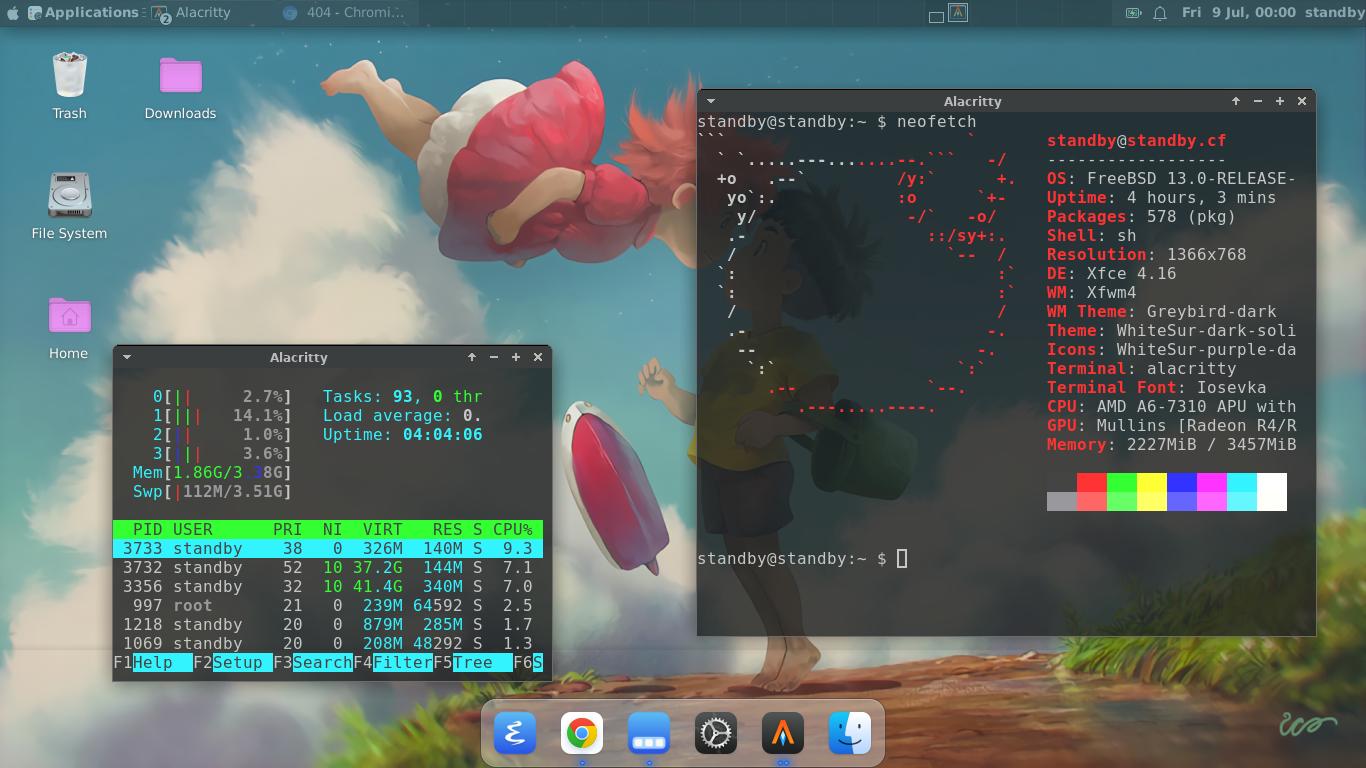 Applications
2
Alacritty
404 - Chromi...
Fri 9 Jul, 00:00 standby
Trash
Downloads
File System
Home
Alacritty
standby@standby:~ $ neofetch
```                        `
  ` `.....---.......--.```   -/
  +o   .--`         /y:`      +.
   yo`:.            :o      `+-
    y/               -/`   -o/
   .-                  ::/sy+:.
   /                     `--  /
  `:                          :`
  `:                          :`
   /                          /
   .-                        -.
    --                      -.
     `:`                  `:`
       .--             `--.
          .---.....----.
standby@standby.cf
------------------
OS: FreeBSD 13.0-RELEASE-
Uptime: 4 hours, 3 mins
Packages: 578 (pkg)
Shell: sh
Resolution: 1366x768
DE: Xfce 4.16
WM: Xfwm4
WM Theme: Greybird-dark
Theme: WhiteSur-dark-soli
Icons: WhiteSur-purple-da
Terminal: alacritty
Terminal Font: Iosevka
CPU: AMD A6-7310 APU with
GPU: Mullins [Radeon R4/R
Memory: 2227MiB / 3457MiB
standby@standby:~ $
Alacritty
0[|| 2.7%] Tasks: 93, 0 thr
1[||| 14.1%] Load average: 0.
2[|| 1.0%] Uptime: 04:04:06
3[||| 3.6%]
Mem[1.86G/3.38G]
Swp[|112M/3.51G]
PID USER PRI NI VIRT RES S CPU%
3733 standby 38 0 326M 140M S 9.3
3732 standby 52 10 37.2G 144M S 7.1
3356 standby 32 10 41.4G 340M S 7.0
997 root 21 0 239M 64592 S 2.5
1218 standby 20 0 879M 285M S 1.7
1069 standby 20 0 208M 48292 S 1.3
F1Help F2Setup F3SearchF4FilterF5Tree F6S
ico